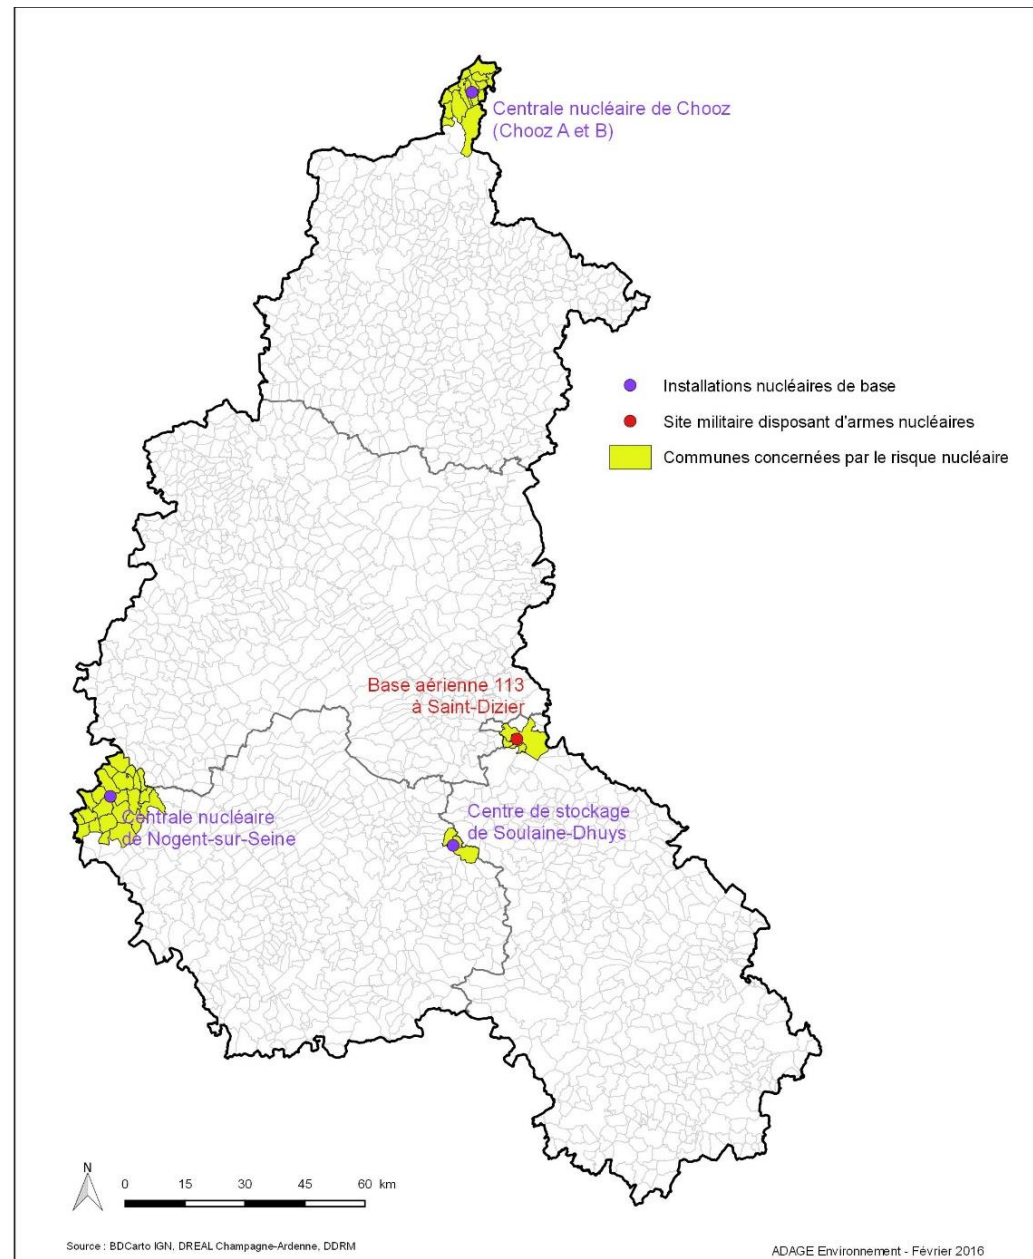 Centrale nucléaire de Chooz
(Chooz A et B)
Installations nucléaires de base
Site militaire disposant d'armes nucléaires
Communes concernées par le risque nucléaire
Base aérienne 113
à Saint-Dizier
Centrale nucléaire
de Nogent-sur-Seine
Centre de stockage
de Soulaine-Dhuys
N
0 15 30 45 60 km
Source : BDCarto IGN, DREAL Champagne-Ardenne, DDRM
ADAGE Environnement - Février 2016